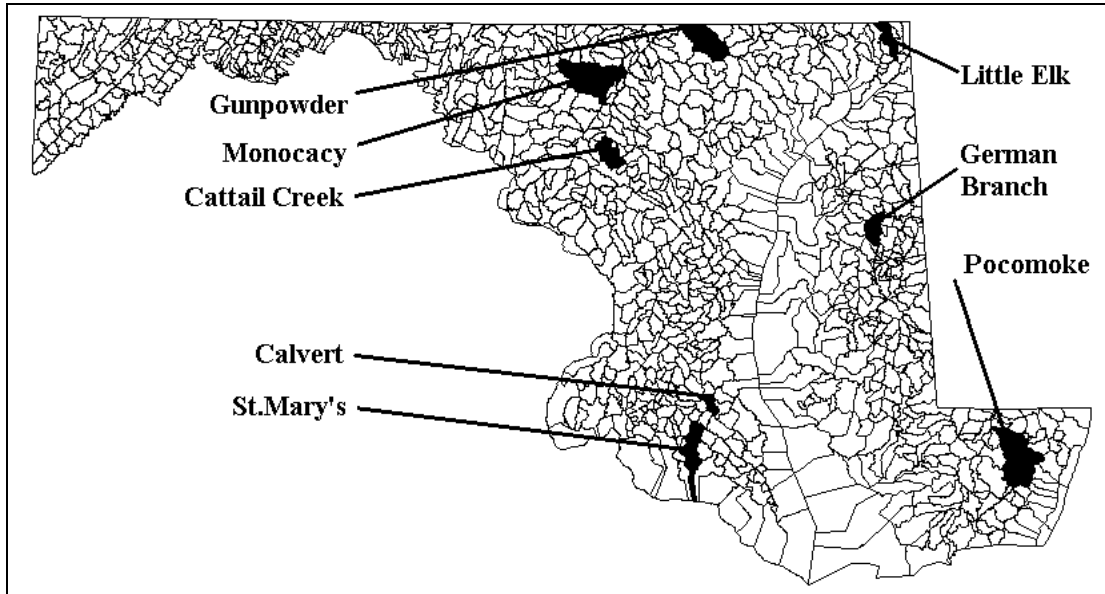 Gunpowder
Monocacy
Cattail Creek
Calvert
St.Mary's
Little Elk
German
Branch
Pocomoke